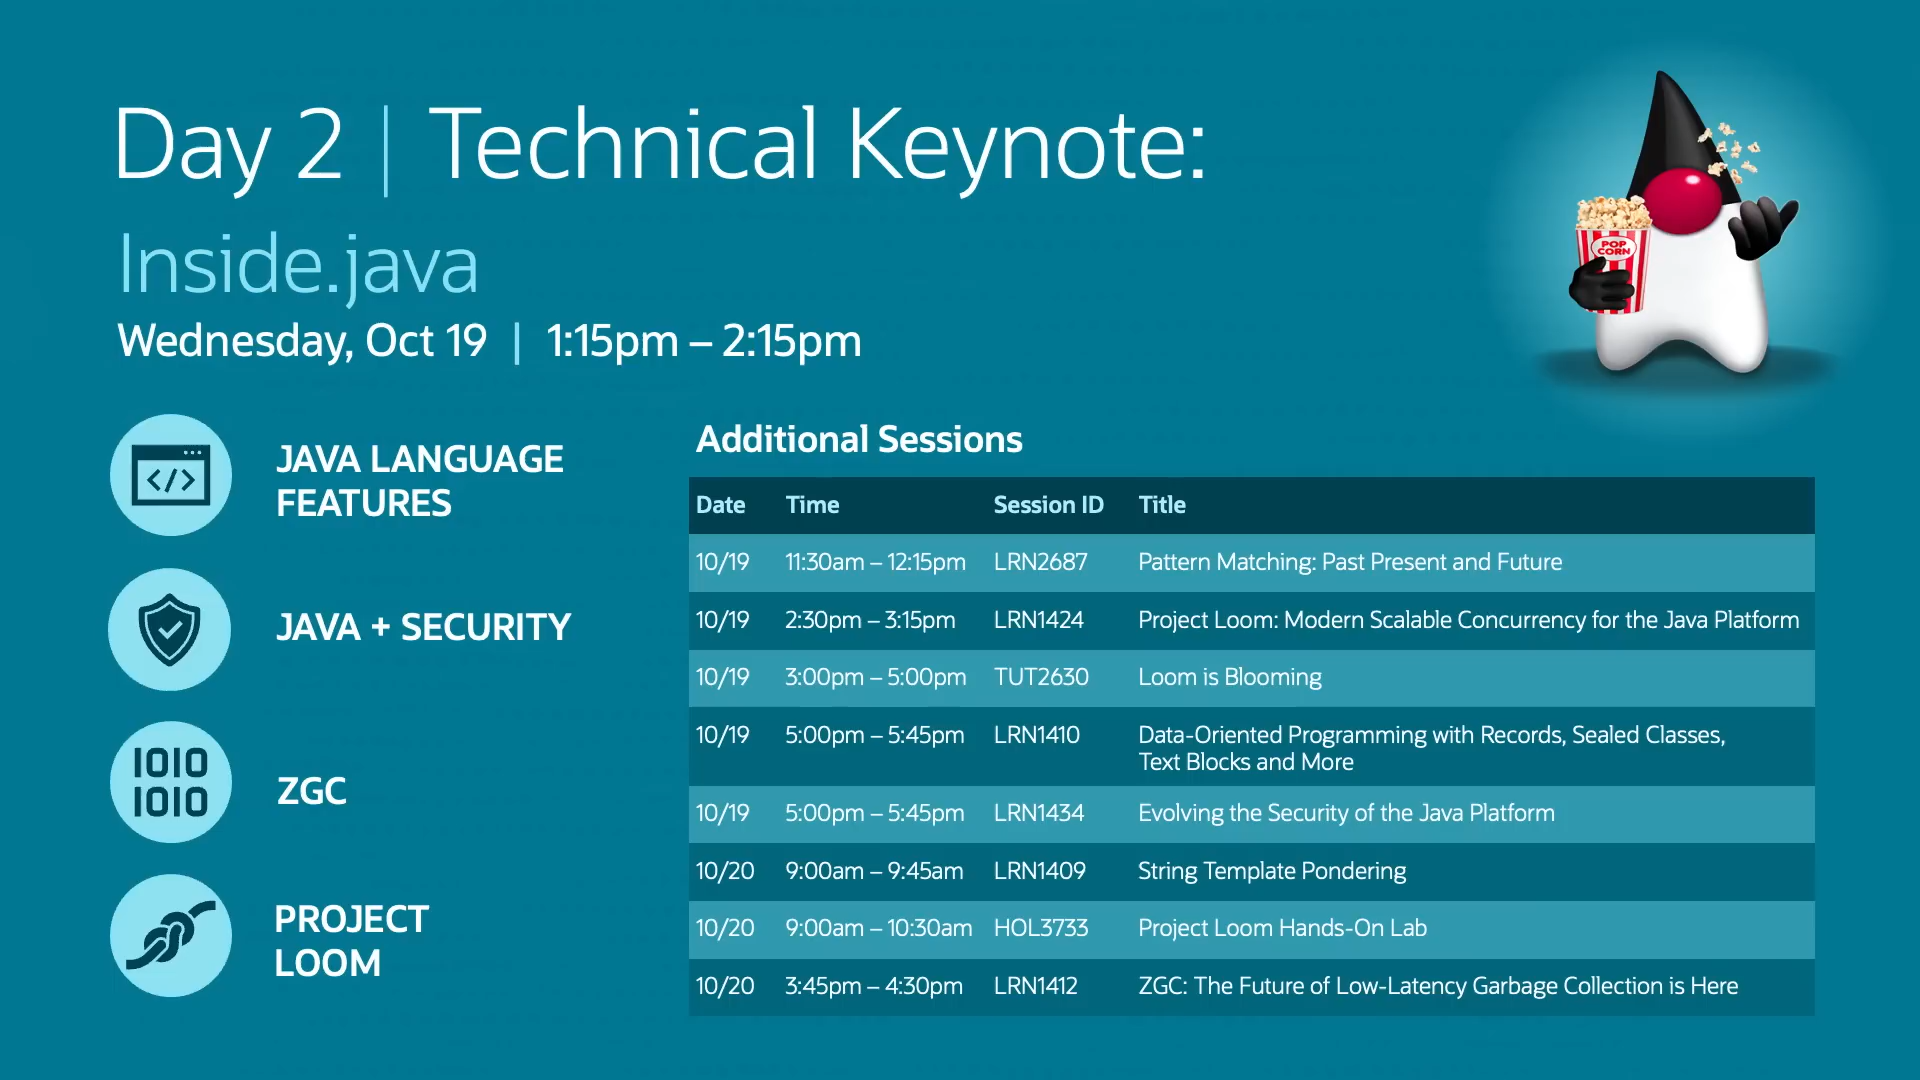 Day 2 | Technical Keynote:
Inside.java
Wednesday, Oct 19 | 1:15pm – 2:15pm
POP
CORN
JAVA LANGUAGE
FEATURES
JAVA + SECURITY
1010
1010
ZGC
PROJECT
LOOM
Additional Sessions
Date Time Session ID Title
10/19 11:30am – 12:15pm LRN2687 Pattern Matching: Past Present and Future
10/19 2:30pm – 3:15pm LRN1424 Project Loom: Modern Scalable Concurrency for the Java Platform
10/19 3:00pm – 5:00pm TUT2630 Loom is Blooming
10/19 5:00pm – 5:45pm LRN1410 Data-Oriented Programming with Records, Sealed Classes,
Text Blocks and More
10/19 5:00pm – 5:45pm LRN1434 Evolving the Security of the Java Platform
10/20 9:00am – 9:45am LRN1409 String Template Pondering
10/20 9:00am – 10:30am HOL3733 Project Loom Hands-On Lab
10/20 3:45pm – 4:30pm LRN1412 ZGC: The Future of Low-Latency Garbage Collection is Here